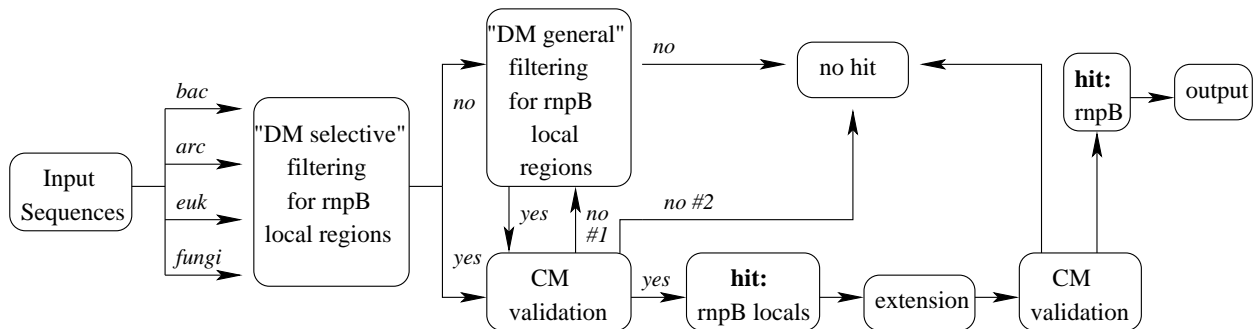 Input
Sequences
bac
arc
euk
fungi
"DM selective"
filtering
for rnpB
local regions
no
yes
"DM general"
filtering
for rnpB
local
regions
yes
no
#1
no #2
no
no hit
CM
validation
yes
hit:
rnpB locals
extension
CM
validation
hit:
rnpB
output